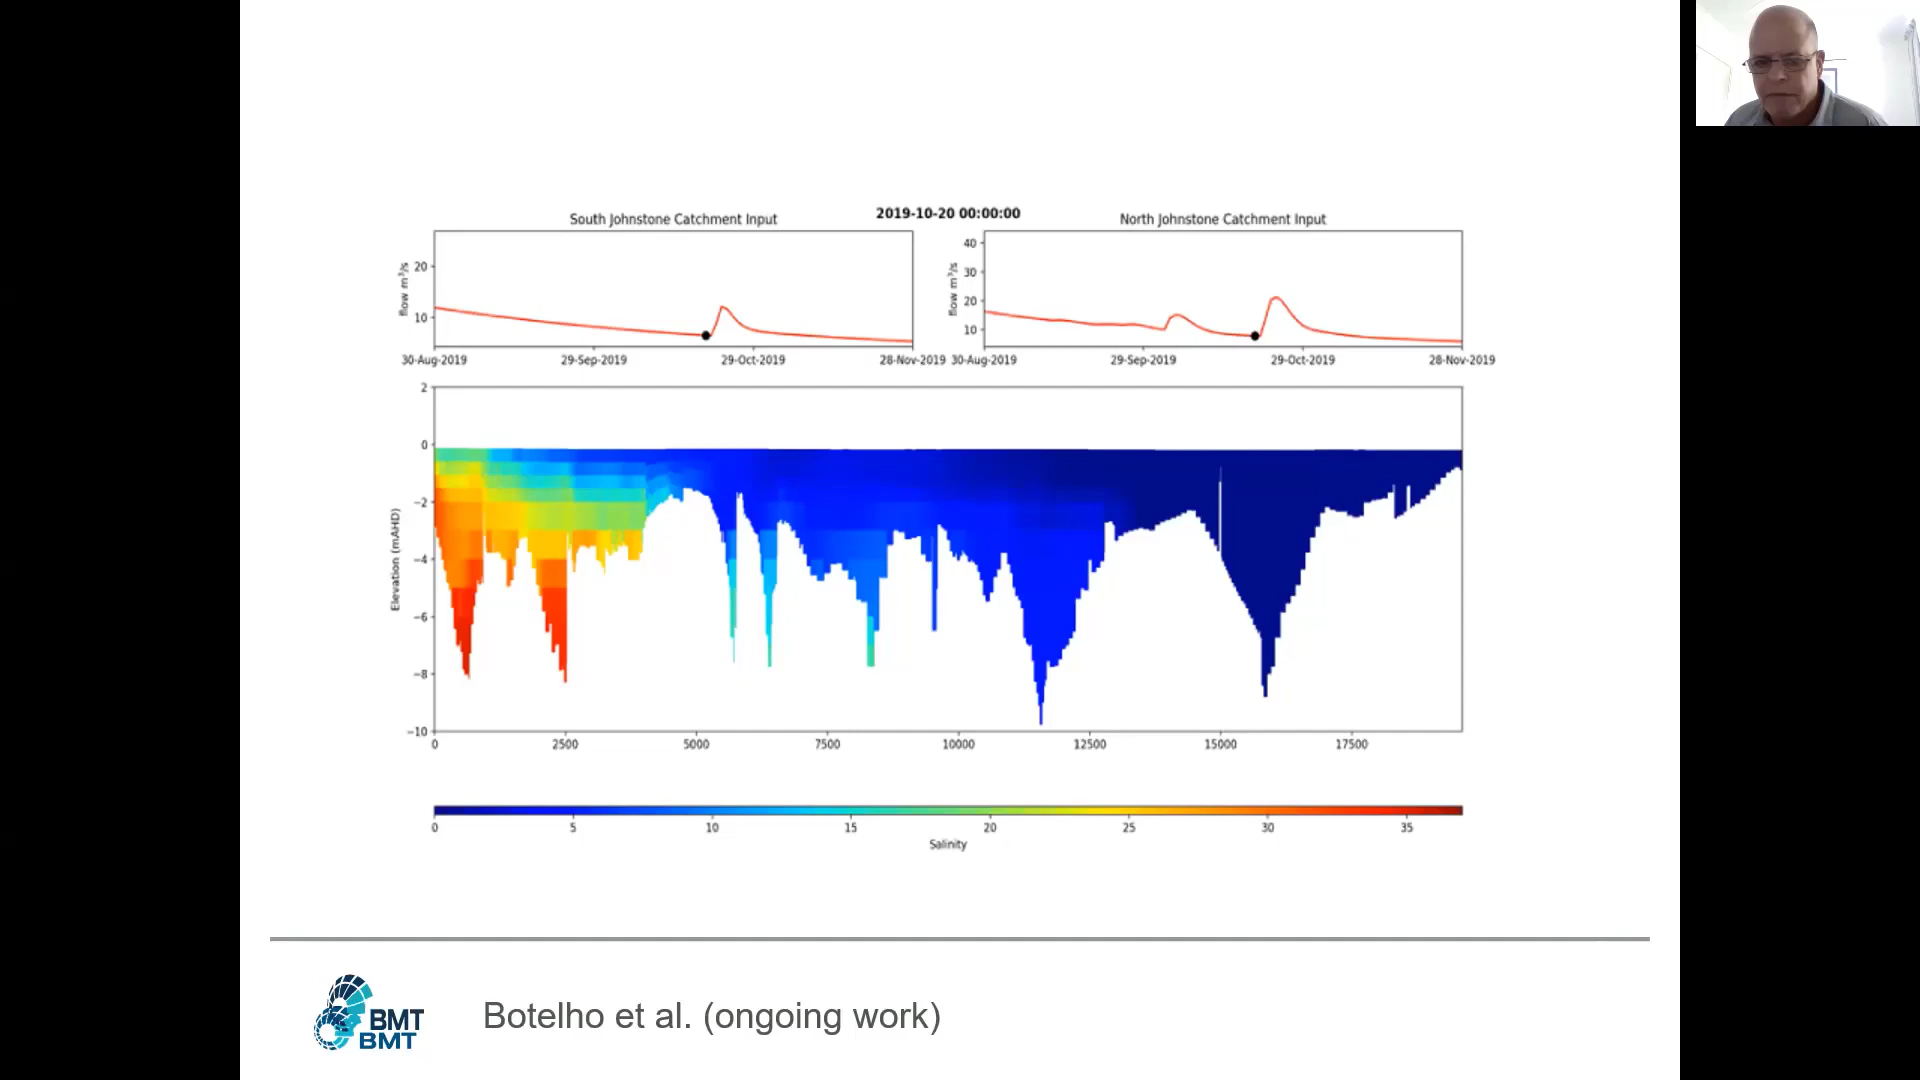 2019-10-20 00:00:00
South Johnstone Catchment Input
North Johnstone Catchment Input
flow m³/s
20
10
30-Aug-2019
29-Sep-2019
29-Oct-2019
28-Nov-2019
flow m³/s
40
30
20
10
30-Aug-2019
29-Sep-2019
29-Oct-2019
28-Nov-2019
Elevation (mAHD)
2
0
−2
−4
−6
−8
−10
0
2500
5000
7500
10000
12500
15000
17500
0
5
10
15
20
25
30
35
Salinity
BMT
BMT
Botelho et al. (ongoing work)